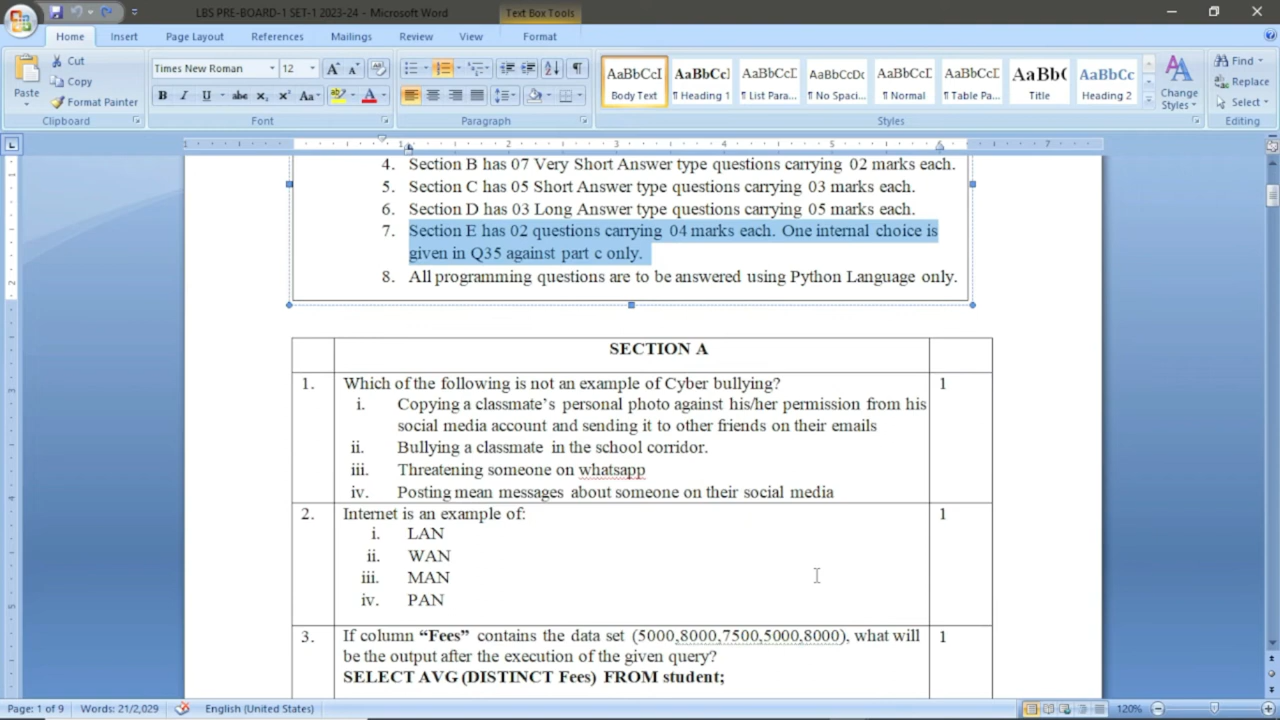 LBS PRE-BOARD-1 SET-1 2023-24 - Microsoft Word
Text Box Tools
Home Insert Page Layout References Mailings Review View Format
Paste
Cut
Copy
Format Painter
Clipboard
Times New Roman 12
B I U abc x₂ x² Aa
Font
Paragraph
AaBbCcI AaBbCc) AaBbCcD AaBbCcDc AaBbCcI AaBbCcI AaBb( AaBbCc
Body Text ¶ Heading 1 ¶ List Para... ¶ No Spaci... ¶ Normal ¶ Table Pa... Title Heading 2
Change Styles
Styles
Find
Replace
Select
Editing
4. Section B has 07 Very Short Answer type questions carrying 02 marks each.
5. Section C has 05 Short Answer type questions carrying 03 marks each.
6. Section D has 03 Long Answer type questions carrying 05 marks each.
7. Section E has 02 questions carrying 04 marks each. One internal choice is
given in Q35 against part c only.
8. All programming questions are to be answered using Python Language only.
SECTION A
1. Which of the following is not an example of Cyber bullying? 1
i. Copying a classmate's personal photo against his/her permission from his
social media account and sending it to other friends on their emails
ii. Bullying a classmate in the school corridor.
iii. Threatening someone on whatsapp
iv. Posting mean messages about someone on their social media
2. Internet is an example of: 1
i. LAN
ii. WAN
iii. MAN
iv. PAN
3. If column “Fees” contains the data set (5000,8000,7500,5000,8000), what will 1
be the output after the execution of the given query?
SELECT AVG (DISTINCT Fees) FROM student;
Page: 1 of 9 Words: 21/2,029 English (United States) 120%